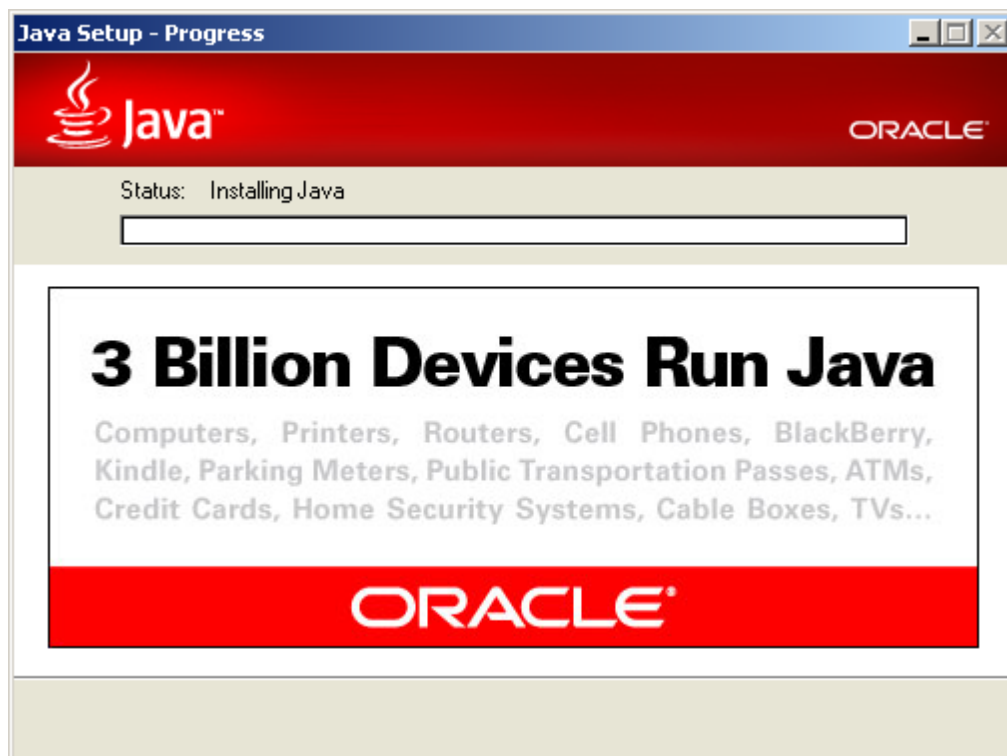 Java Setup - Progress
Java™
ORACLE®
Status: Installing Java
3 Billion Devices Run Java
Computers, Printers, Routers, Cell Phones, BlackBerry,
Kindle, Parking Meters, Public Transportation Passes, ATMs,
Credit Cards, Home Security Systems, Cable Boxes, TVs...
ORACLE®